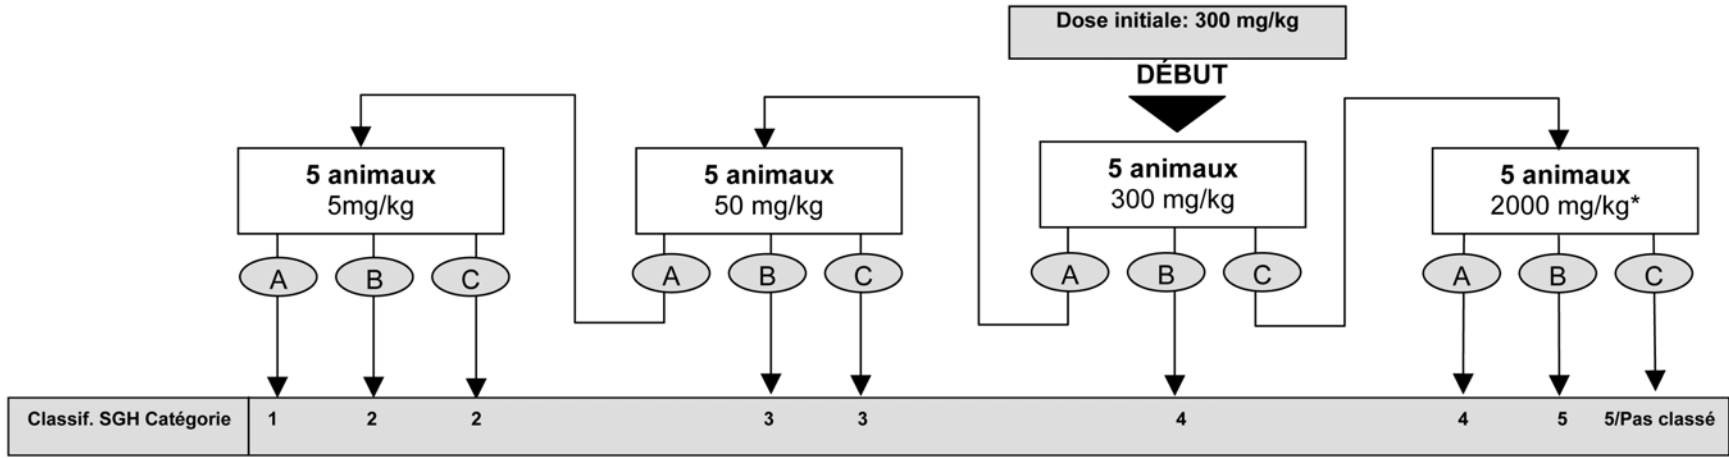 Dose initiale: 300 mg/kg
DÉBUT
5 animaux
5mg/kg
5 animaux
50 mg/kg
5 animaux
300 mg/kg
5 animaux
2000 mg/kg*
A B C A B C A B C A B C
Classif. SGH Catégorie 1 2 2 3 3 4 4 5 5/Pas classé